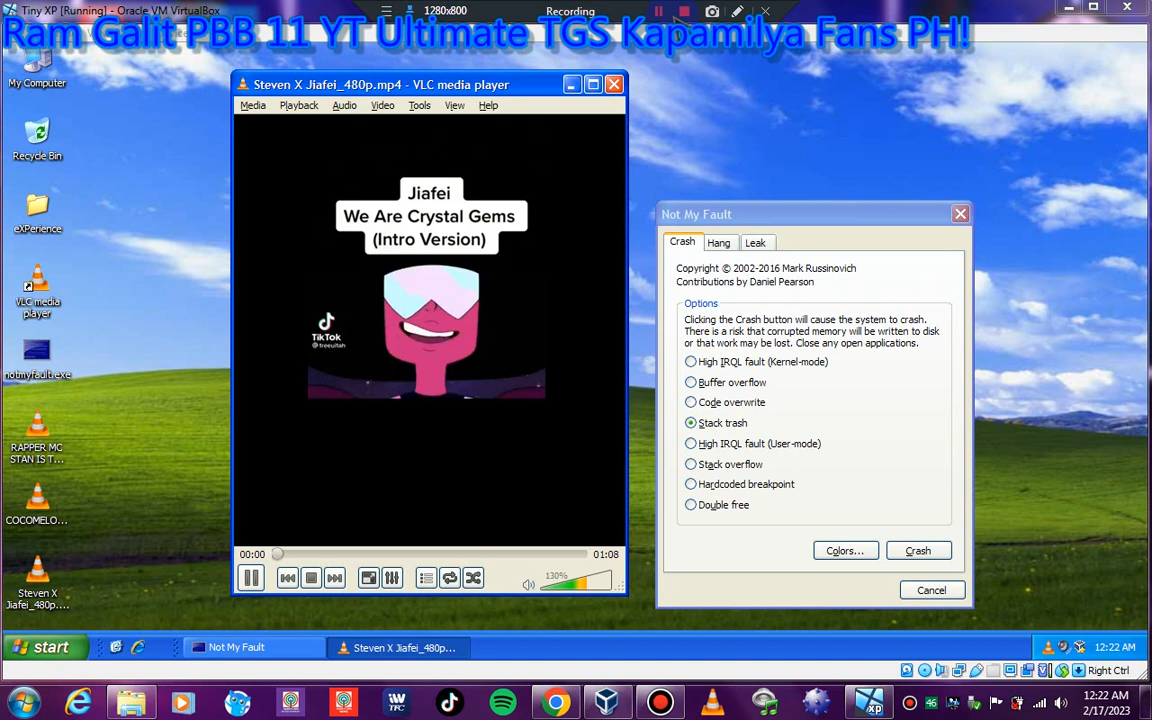 Tiny XP [Running] - Oracle VM VirtualBox
1280x800
Recording
Ram Galit PBB 11 YT Ultimate TGS Kapamilya Fans PH!
My Computer
Recycle Bin
eXPerience
VLC media
player
notmyfault.exe
RAPPER MC
STAN IS T...
COCOMELO...
Steven X
Jiafei_480p....
Steven X Jiafei_480p.mp4 - VLC media player
Media Playback Audio Video Tools View Help
Jiafei
We Are Crystal Gems
(Intro Version)
TikTok
@treeuitah
00:00
01:08
130%
Not My Fault
Crash Hang Leak
Copyright © 2002-2016 Mark Russinovich
Contributions by Daniel Pearson
Options
Clicking the Crash button will cause the system to crash.
There is a risk that corrupted memory will be written to disk
or that work may be lost. Close any open applications.
High IRQL fault (Kernel-mode)
Buffer overflow
Code overwrite
Stack trash
High IRQL fault (User-mode)
Stack overflow
Hardcoded breakpoint
Double free
Colors...
Crash
Cancel
start
Not My Fault
Steven X Jiafei_480p...
12:22 AM
Right Ctrl
iW
TFC
xp
46
12:22 AM
2/17/2023